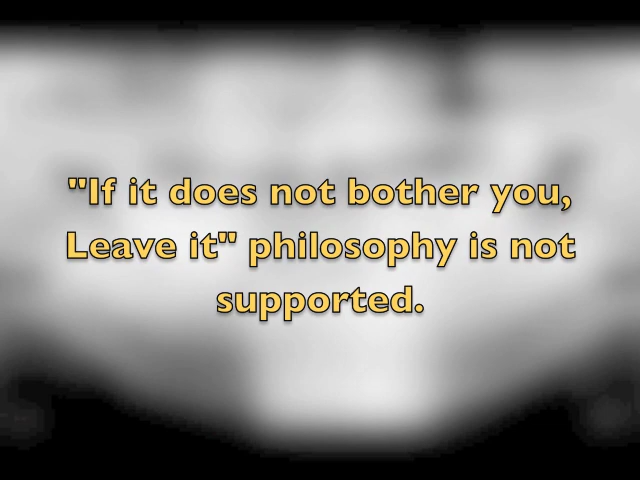 "If it does not bother you,
Leave it" philosophy is not
supported.